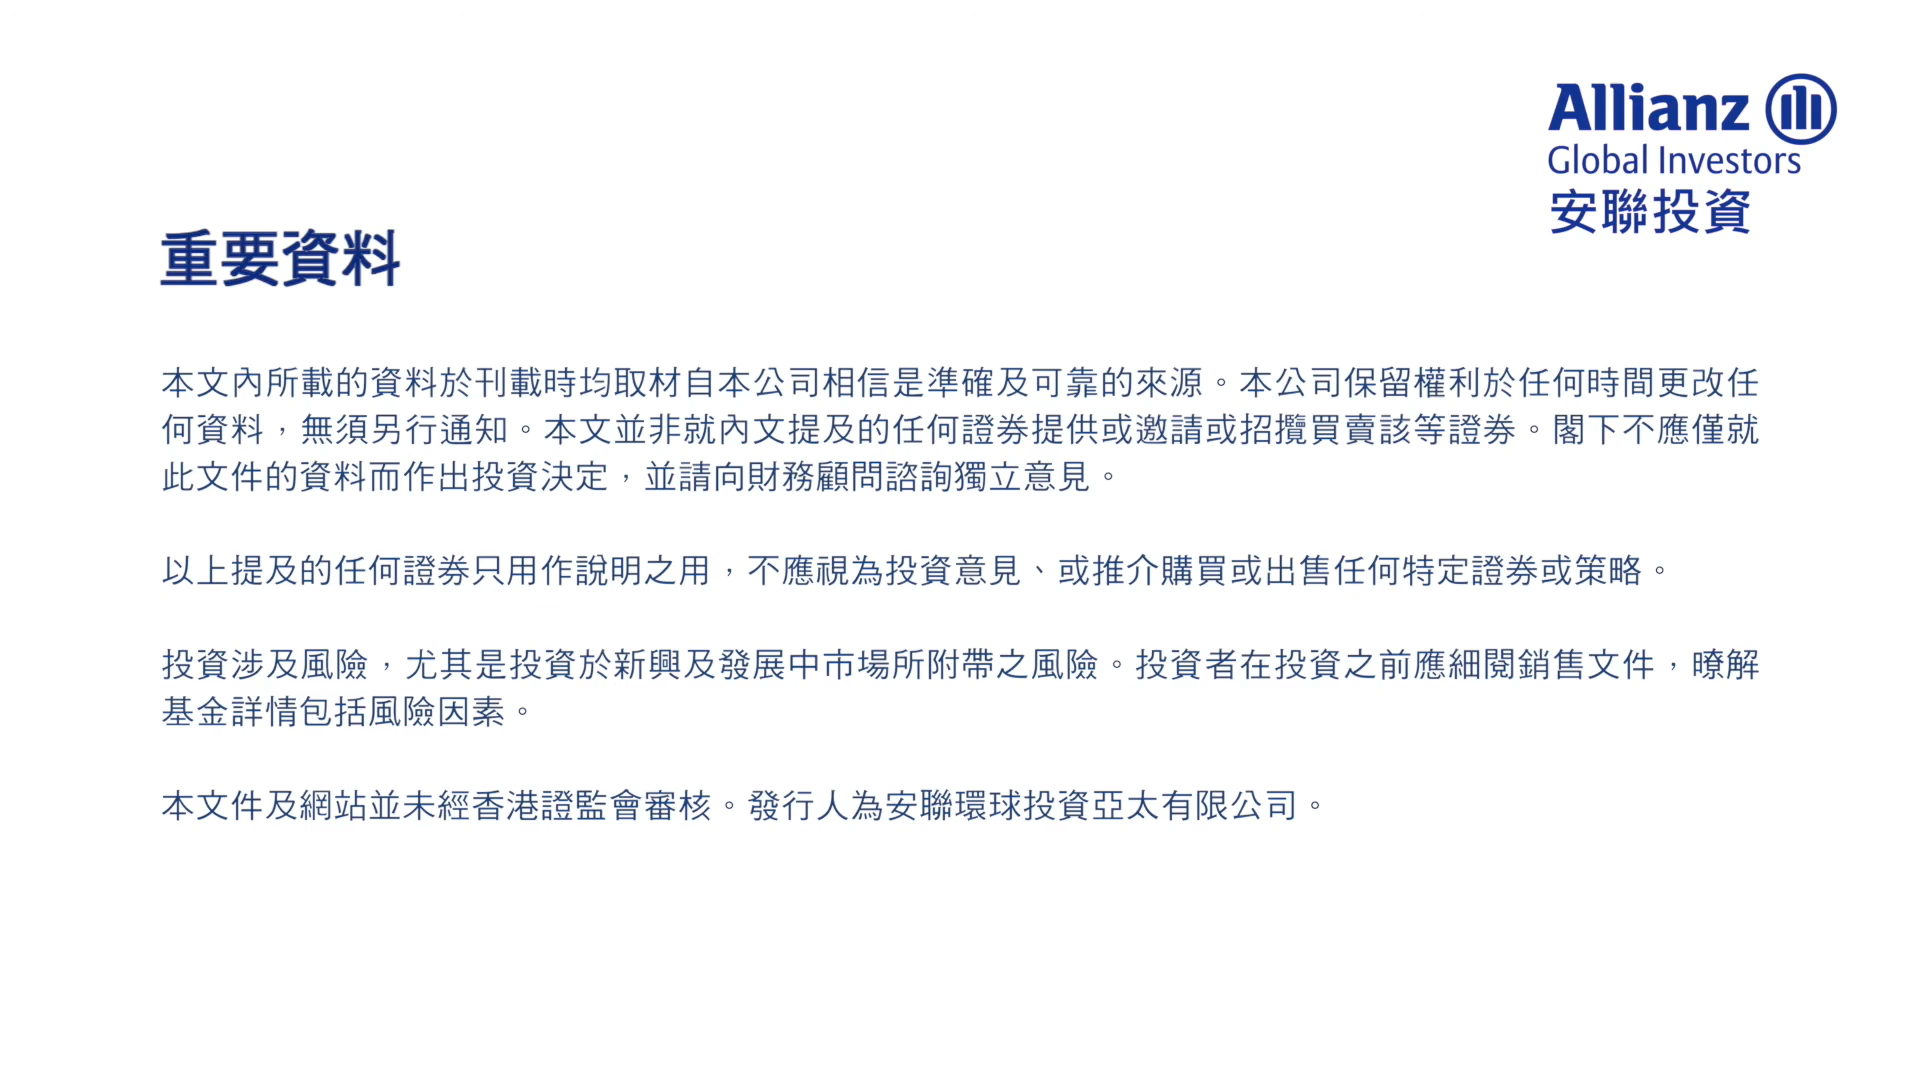 Allianz
Global Investors
安聯投資
重要資料
本文內所載的資料於刊載時均取材自本公司相信是準確及可靠的來源。本公司保留權利於任何時間更改任
何資料，無須另行通知。本文並非就內文提及的任何證券提供或邀請或招攬買賣該等證券。閣下不應僅就
此文件的資料而作出投資決定，並請向財務顧問諮詢獨立意見。
以上提及的任何證券只用作說明之用，不應視為投資意見、或推介購買或出售任何特定證券或策略。
投資涉及風險，尤其是投資於新興及發展中市場所附帶之風險。投資者在投資之前應細閱銷售文件，暸解
基金詳情包括風險因素。
本文件及網站並未經香港證監會審核。發行人為安聯環球投資亞太有限公司。